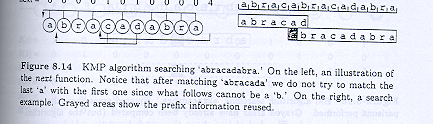 a b r a c a d a b r a
a b r a c a d
a b r a c a d a b r a
Figure 8.14 KMP algorithm searching 'abracadabra.' On the left, an illustration of
the next function. Notice that after matching 'abracada' we do not try to match the
last 'a' with the first one since what follows cannot be a 'b.' On the right, a search
example. Grayed areas show the prefix information reused.